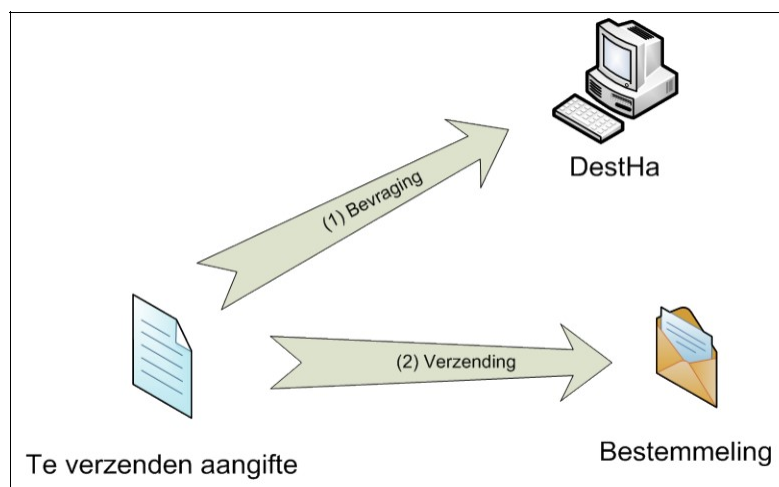 DestHa
(1) Bevraging
(2) Verzending
Te verzenden aangifte
Bestemmeling